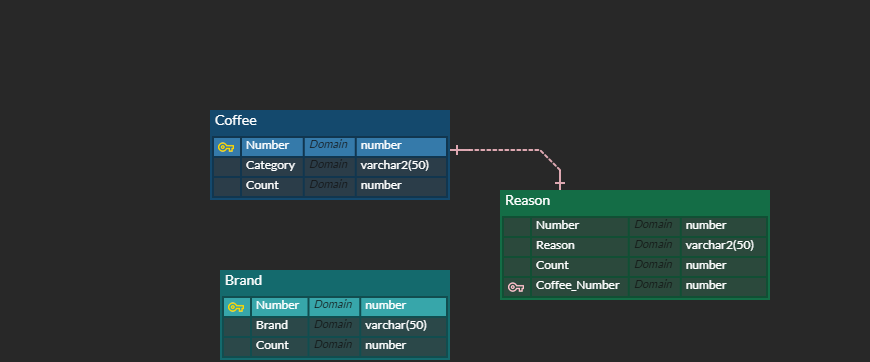 Coffee
Number Domain number
Category Domain varchar2(50)
Count Domain number
Reason
Number Domain number
Reason Domain varchar2(50)
Count Domain number
Coffee_Number Domain number
Brand
Number Domain number
Brand Domain varchar(50)
Count Domain number